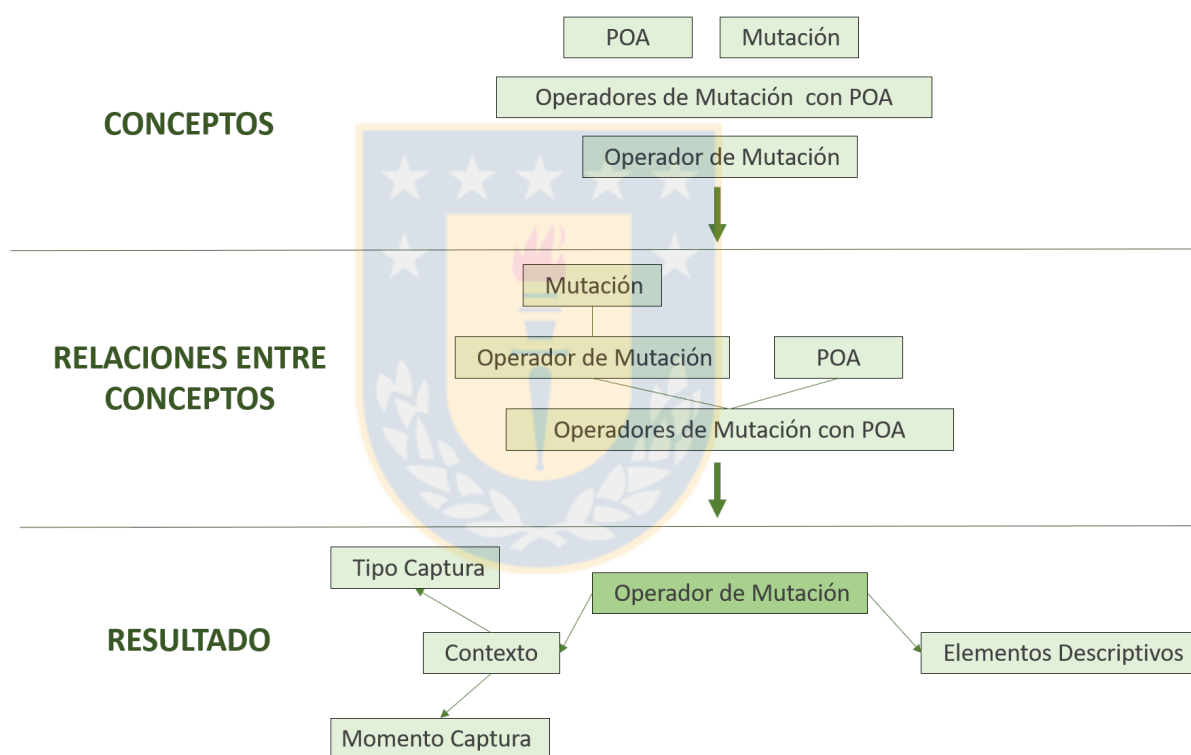 POA
Mutación
Operadores de Mutación con POA
CONCEPTOS
Operador de Mutación
Mutación
RELACIONES ENTRE
CONCEPTOS
Operador de Mutación
POA
Operadores de Mutación con POA
Tipo Captura
Operador de Mutación
RESULTADO
Contexto
Elementos Descriptivos
Momento Captura